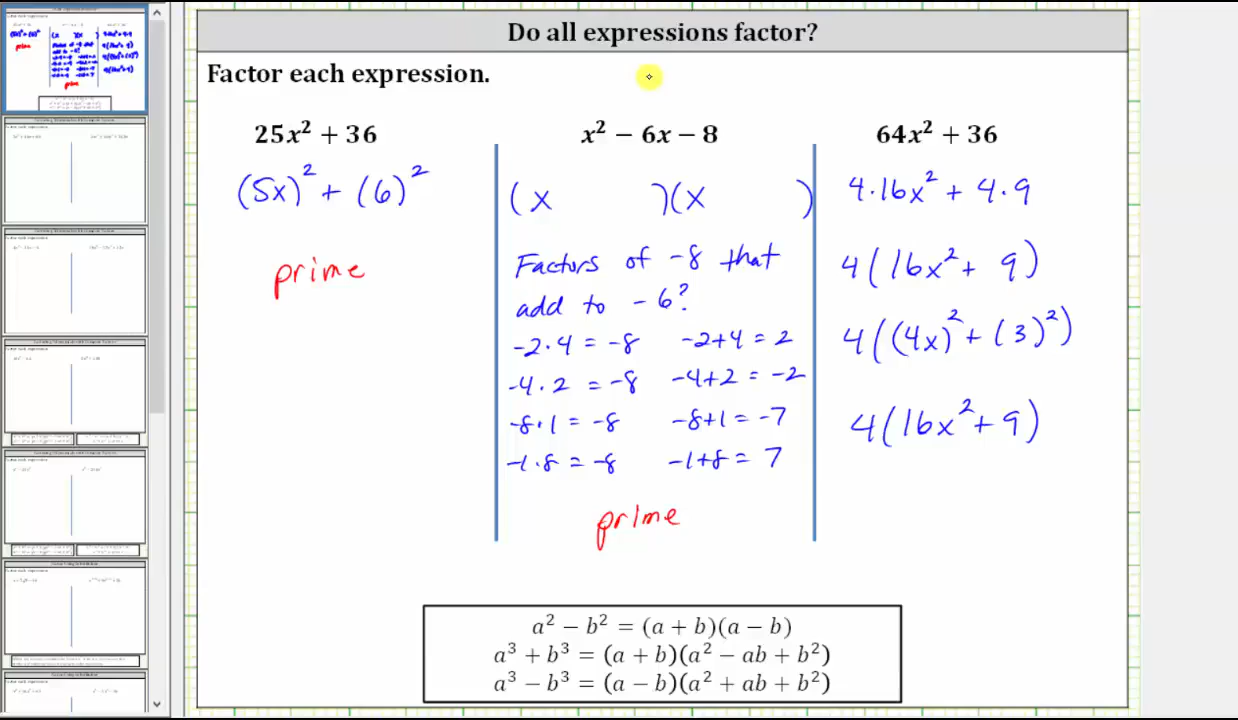 Do all expressions factor?
Factor each expression.
25x² + 36
(5x)² + (6)²
prime
x² − 6x − 8
(x )(x )
Factors of -8 that
add to -6?
-2·4 = -8 -2+4 = 2
-4·2 = -8 -4+2 = -2
-8·1 = -8 -8+1 = -7
-1·8 = -8 -1+8 = 7
prime
64x² + 36
4·16x² + 4·9
4(16x² + 9)
4((4x)² + (3)²)
4(16x² + 9)
a² − b² = (a + b)(a − b)
a³ + b³ = (a + b)(a² − ab + b²)
a³ − b³ = (a − b)(a² + ab + b²)